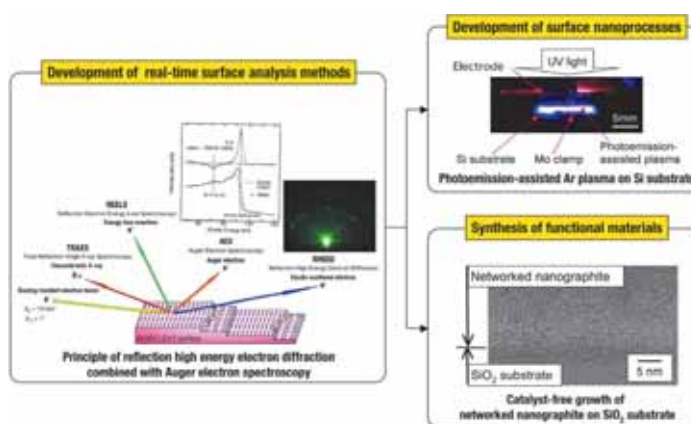 Development of real-time surface analysis methods
REELS
Reflection Electron Energy Loss Spectroscopy
Energy-loss electron
e⁻
TRAXS
Total Reflection Angle X-ray Spectroscopy
Characteristic X-ray
AES
Auger Electron Spectroscopy
Auger electron
e⁻
RHEED
Reflection High Energy Electron Diffraction
Elastic scattered electron
e⁻
Principle of reflection high energy electron diffraction
combined with Auger electron spectroscopy
Development of surface nanoprocesses
UV light
Electrode
5mm
Si substrate
Mo clamp
Photoemission-
assisted plasma
Photoemission-assisted Ar plasma on Si substrate
Synthesis of functional materials
Networked nanographite
SiO₂ substrate
5 nm
Catalyst-free growth of
networked nanographite on SiO₂ substrate